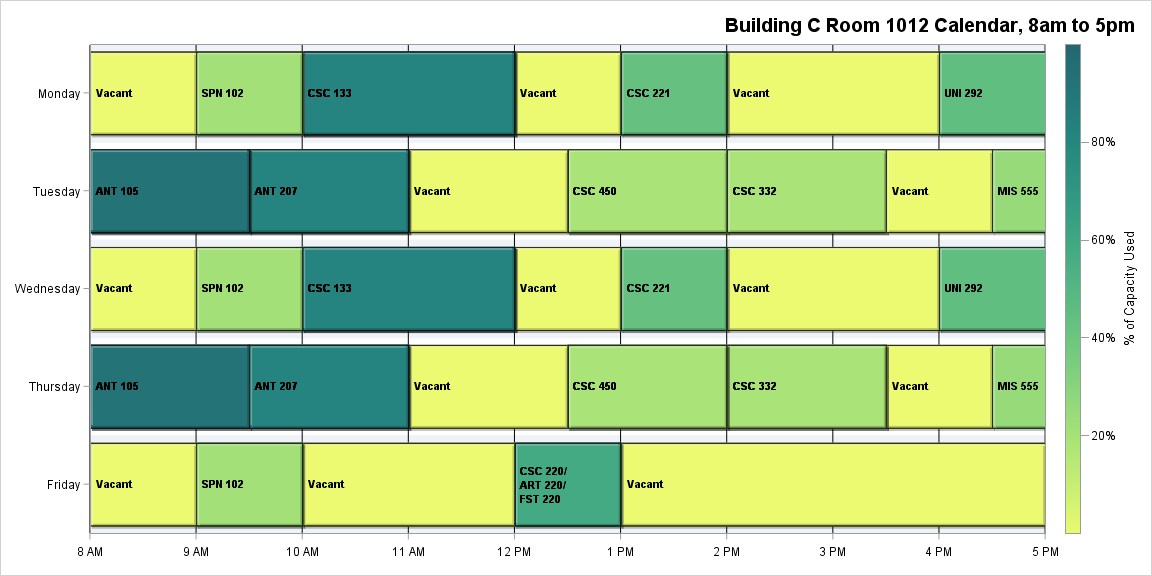 Building C Room 1012 Calendar, 8am to 5pm
Monday
Vacant
SPN 102
CSC 133
Vacant
CSC 221
Vacant
UNI 292
Tuesday
ANT 105
ANT 207
Vacant
CSC 450
CSC 332
Vacant
MIS 555
Wednesday
Vacant
SPN 102
CSC 133
Vacant
CSC 221
Vacant
UNI 292
Thursday
ANT 105
ANT 207
Vacant
CSC 450
CSC 332
Vacant
MIS 555
Friday
Vacant
SPN 102
Vacant
CSC 220/
ART 220/
FST 220
Vacant
8 AM
9 AM
10 AM
11 AM
12 PM
1 PM
2 PM
3 PM
4 PM
5 PM
80%
60%
40%
20%
% of Capacity Used